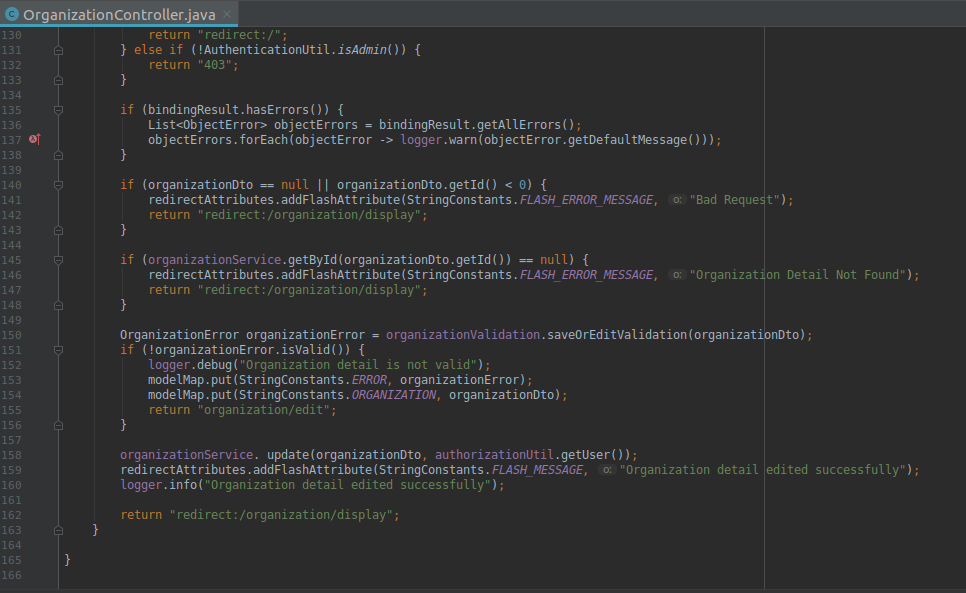 OrganizationController.java
130 return "redirect:/";
131 } else if (!AuthenticationUtil.isAdmin()) {
132 return "403";
133 }
134
135 if (bindingResult.hasErrors()) {
136 List<ObjectError> objectErrors = bindingResult.getAllErrors();
137 objectErrors.forEach(objectError -> logger.warn(objectError.getDefaultMessage()));
138 }
139
140 if (organizationDto == null || organizationDto.getId() < 0) {
141 redirectAttributes.addFlashAttribute(StringConstants.FLASH_ERROR_MESSAGE, o: "Bad Request");
142 return "redirect:/organization/display";
143 }
144
145 if (organizationService.getById(organizationDto.getId()) == null) {
146 redirectAttributes.addFlashAttribute(StringConstants.FLASH_ERROR_MESSAGE, o: "Organization Detail Not Found");
147 return "redirect:/organization/display";
148 }
149
150 OrganizationError organizationError = organizationValidation.saveOrEditValidation(organizationDto);
151 if (!organizationError.isValid()) {
152 logger.debug("Organization detail is not valid");
153 modelMap.put(StringConstants.ERROR, organizationError);
154 modelMap.put(StringConstants.ORGANIZATION, organizationDto);
155 return "organization/edit";
156 }
157
158 organizationService. update(organizationDto, authorizationUtil.getUser());
159 redirectAttributes.addFlashAttribute(StringConstants.FLASH_MESSAGE, o: "Organization detail edited successfully");
160 logger.info("Organization detail edited successfully");
161
162 return "redirect:/organization/display";
163 }
164
165 }
166